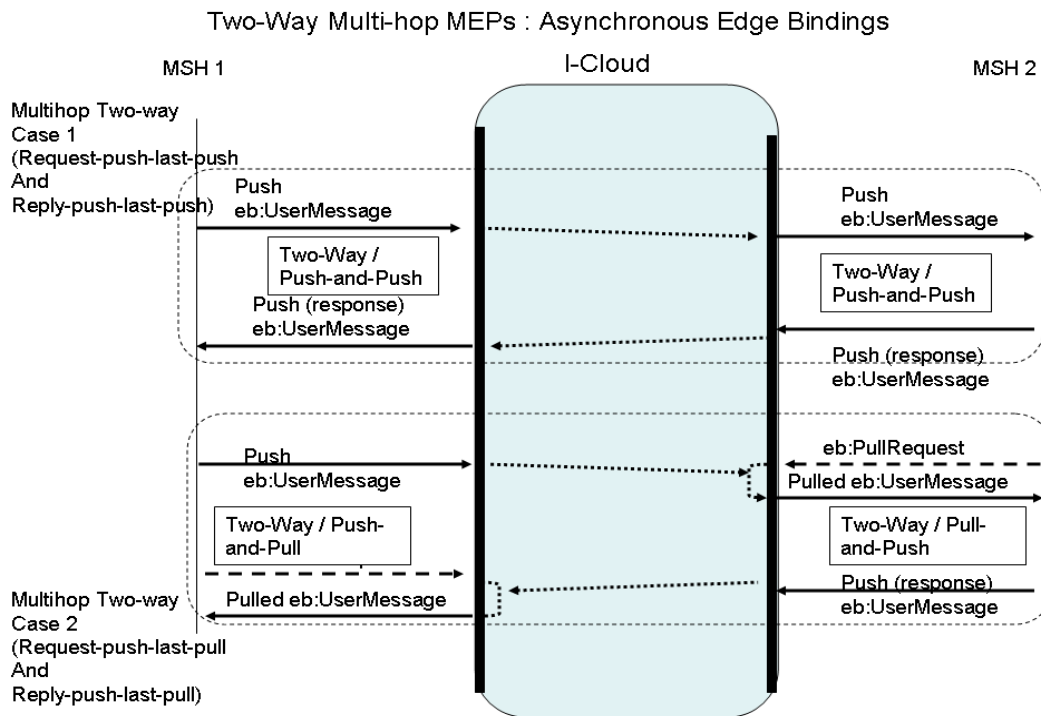 Two-Way Multi-hop MEPs : Asynchronous Edge Bindings
MSH 1
I-Cloud
MSH 2
Multihop Two-way
Case 1
(Request-push-last-push
And
Reply-push-last-push)
Push
eb:UserMessage
Push
eb:UserMessage
Two-Way /
Push-and-Push
Two-Way /
Push-and-Push
Push (response)
eb:UserMessage
Push (response)
eb:UserMessage
Push
eb:UserMessage
eb:PullRequest
Pulled eb:UserMessage
Two-Way / Push-
and-Pull
Two-Way / Pull-
and-Push
Pulled eb:UserMessage
Push (response)
eb:UserMessage
Multihop Two-way
Case 2
(Request-push-last-pull
And
Reply-push-last-pull)